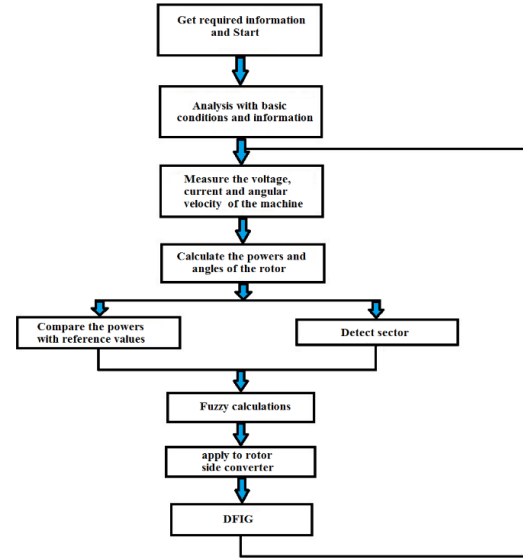 Get required information
and Start
Analysis with basic
conditions and information
Measure the voltage,
current and angular
velocity of the machine
Calculate the powers and
angles of the rotor
Compare the powers
with reference values
Detect sector
Fuzzy calculations
apply to rotor
side converter
DFIG